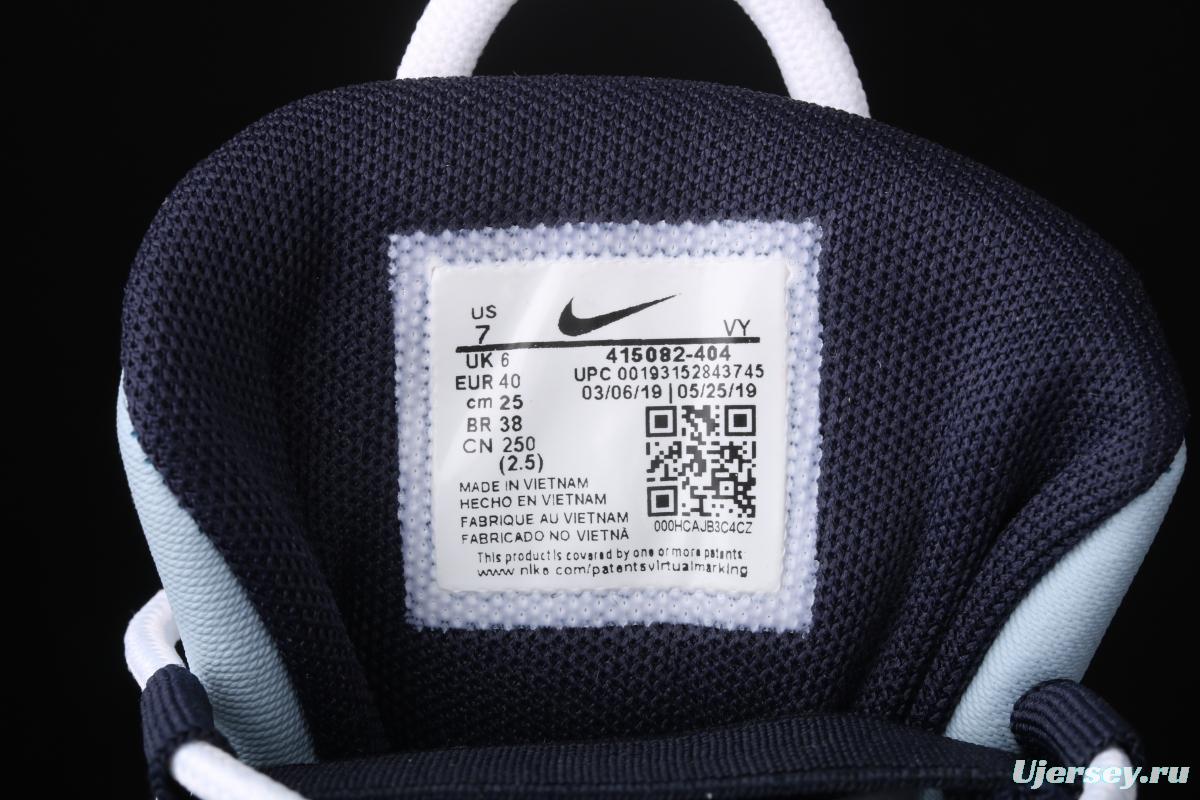 US
7
VY
UK 6
EUR 40
cm 25
BR 38
CN 250
(2.5)
415082-404
UPC 00193152843745
03/06/19 | 05/25/19
000HCAJB3C4CZ
MADE IN VIETNAM
HECHO EN VIETNAM
FABRIQUE AU VIETNAM
FABRICADO NO VIETNÃ
This product is covered by one or more patents
www.nike.com/patentsvirtualmarking
Ujersey.ru